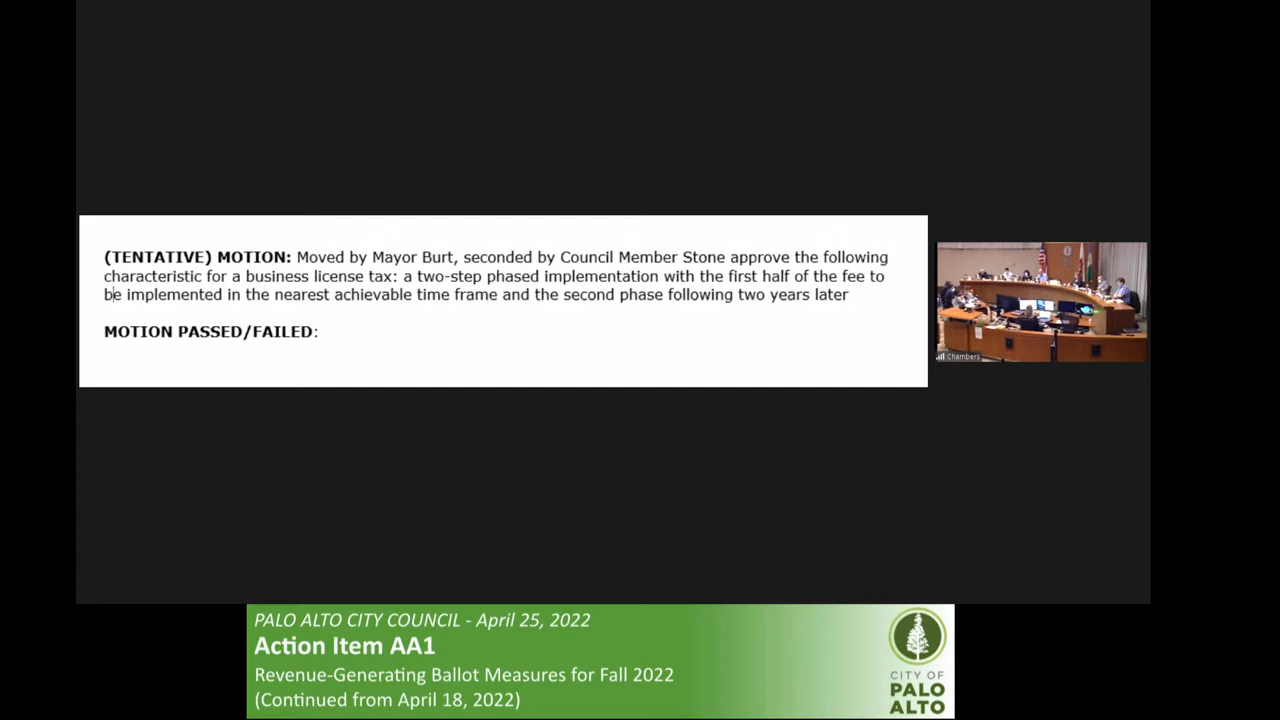 (TENTATIVE) MOTION: Moved by Mayor Burt, seconded by Council Member Stone approve the following
characteristic for a business license tax: a two-step phased implementation with the first half of the fee to
be implemented in the nearest achievable time frame and the second phase following two years later
MOTION PASSED/FAILED:
Chambers
PALO ALTO CITY COUNCIL - April 25, 2022
Action Item AA1
Revenue-Generating Ballot Measures for Fall 2022
(Continued from April 18, 2022)
CITY OF
PALO
ALTO